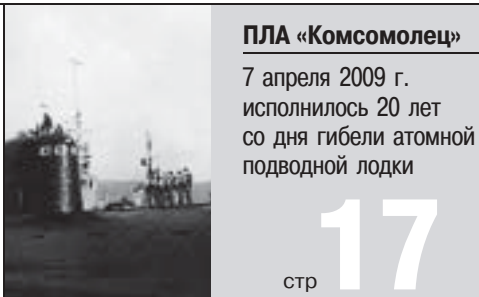 ПЛА «Комсомолец»
7 апреля 2009 г.
исполнилось 20 лет
со дня гибели атомной
подводной лодки
стр 17